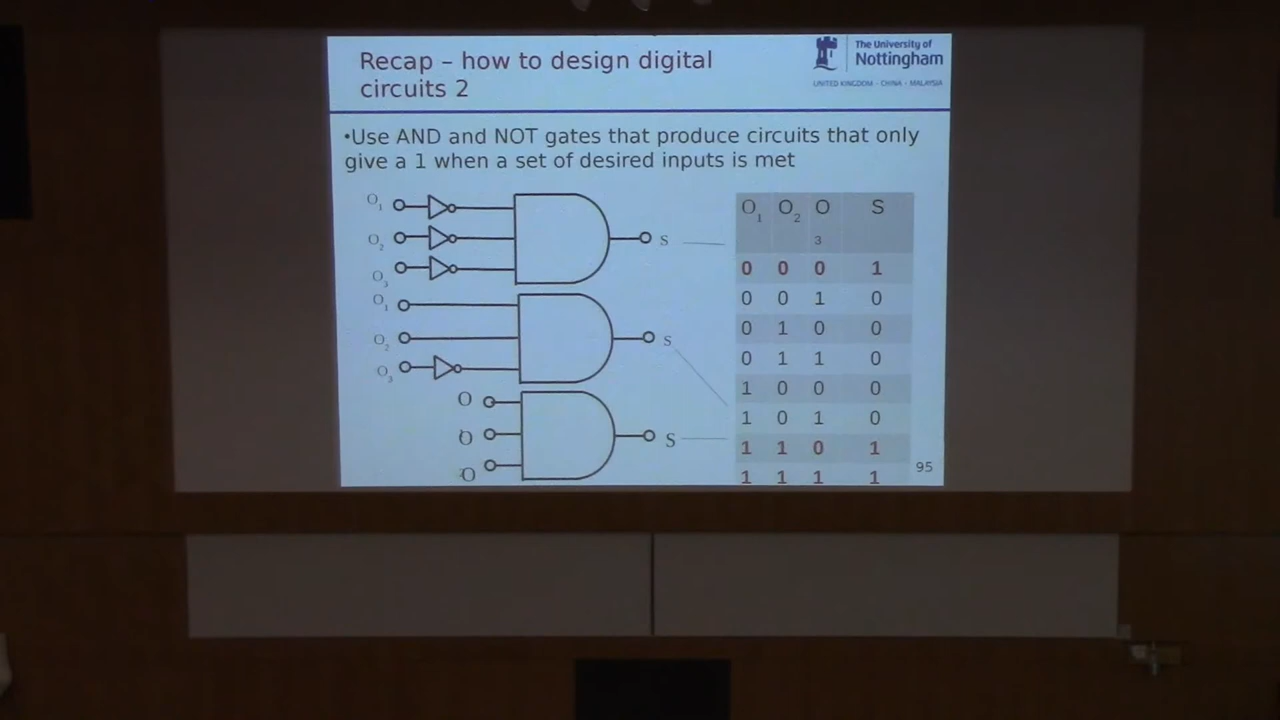 Recap – how to design digital
circuits 2
The University of
Nottingham
UNITED KINGDOM · CHINA · MALAYSIA
•Use AND and NOT gates that produce circuits that only
give a 1 when a set of desired inputs is met
O1
O2
O3
S
O1
O2
O3
S
O
O
O
S
O1 O2 O3 S
0 0 0 1
0 0 1 0
0 1 0 0
0 1 1 0
1 0 0 0
1 0 1 0
1 1 0 1
1 1 1 1
95